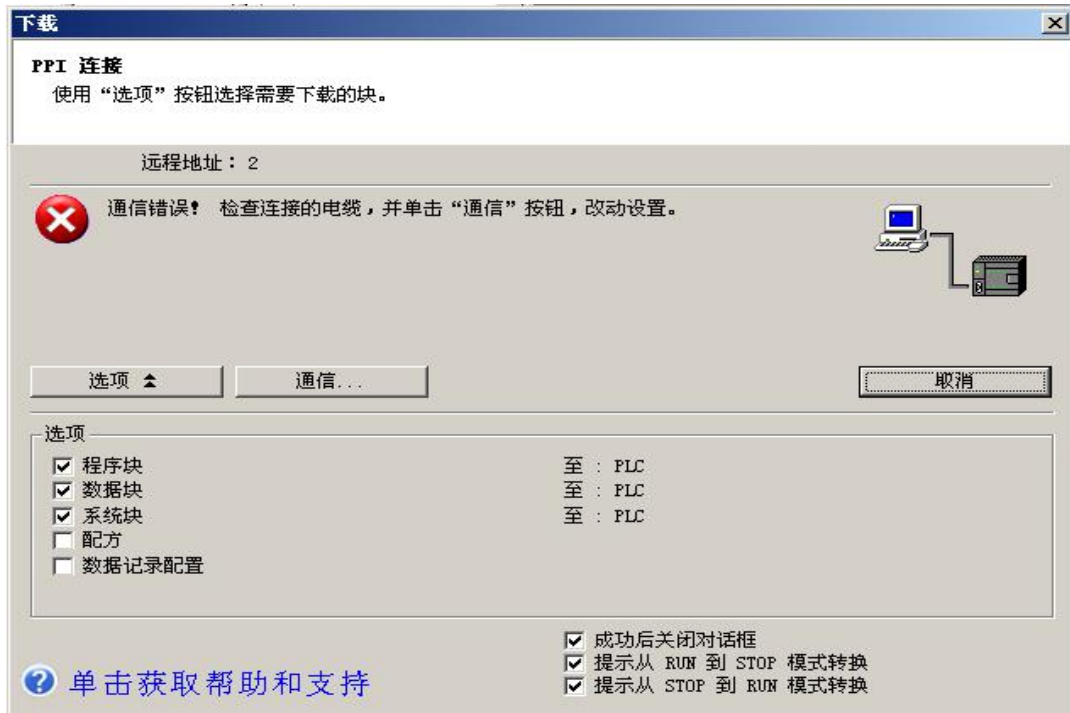 下载
PPI 连接
使用“选项”按钮选择需要下载的块。
远程地址： 2
通信错误！ 检查连接的电缆，并单击“通信”按钮，改动设置。
选项
通信...
取消
选项
程序块 至 : PLC
数据块 至 : PLC
系统块 至 : PLC
配方
数据记录配置
成功后关闭对话框
提示从 RUN 到 STOP 模式转换
提示从 STOP 到 RUN 模式转换
单击获取帮助和支持